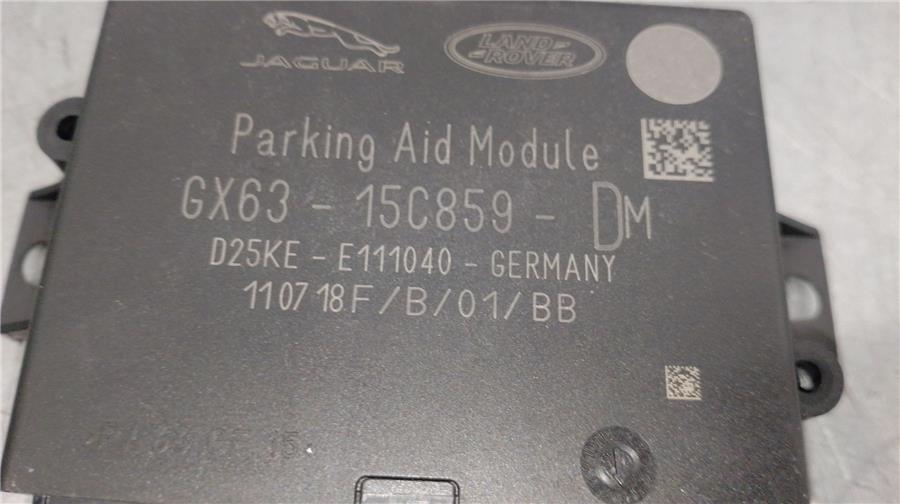 JAGUAR
LAND
ROVER
Parking Aid Module
GX63 - 15C859 - DM
D25KE - E111040 - GERMANY
110718F/B/01/BB